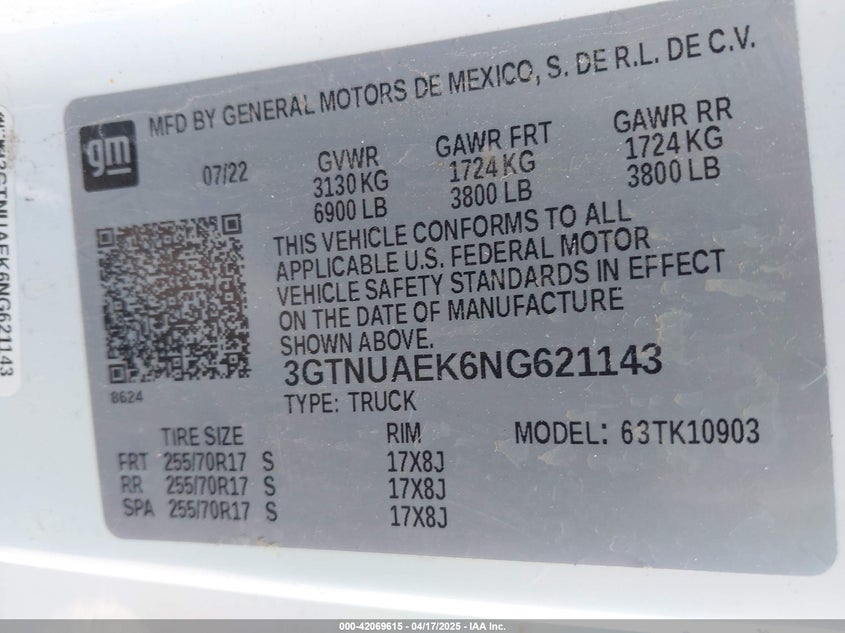 gm
MFD BY GENERAL MOTORS DE MEXICO, S. DE R.L. DE C.V.
07/22
GVWR
3130 KG
6900 LB
GAWR FRT
1724 KG
3800 LB
GAWR RR
1724 KG
3800 LB
THIS VEHICLE CONFORMS TO ALL
APPLICABLE U.S. FEDERAL MOTOR
VEHICLE SAFETY STANDARDS IN EFFECT
ON THE DATE OF MANUFACTURE
SHOWN ABOVE.
3GTNUAEK6NG621143
TYPE: TRUCK
8624
TIRE SIZE RIM MODEL: 63TK10903
FRT 255/70R17 S 17X8J
RR 255/70R17 S 17X8J
SPA 255/70R17 S 17X8J
3GTNUAEK6NG621143
000-42069615 - 04/17/2025 - IAA Inc.